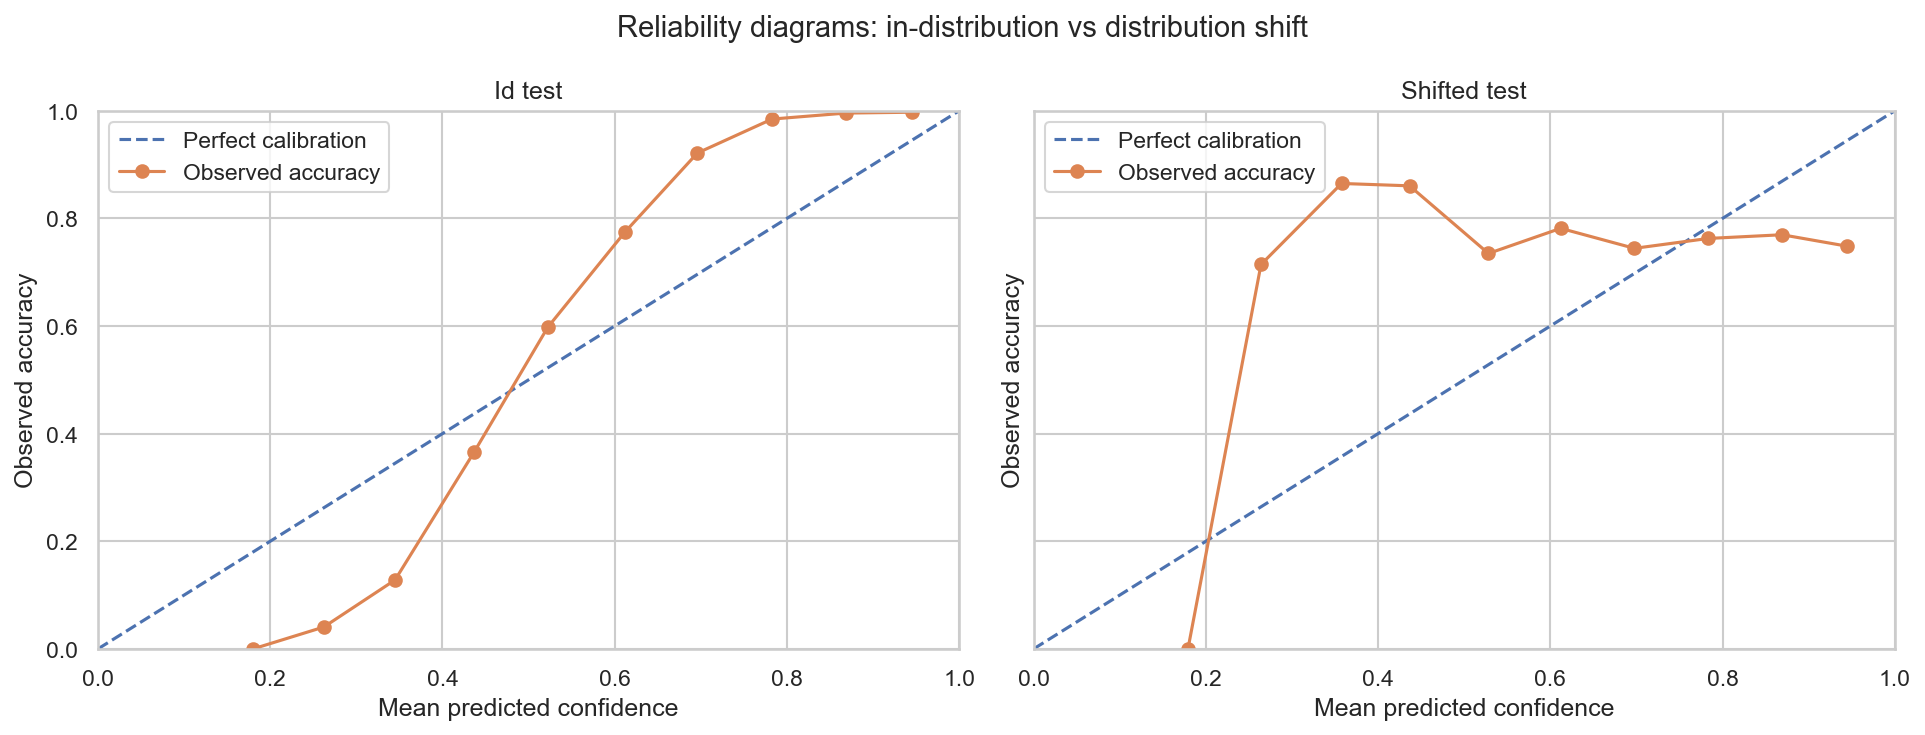 Reliability diagrams: in-distribution vs distribution shift
Id test
Perfect calibration
Observed accuracy
Observed accuracy
1.0
0.8
0.6
0.4
0.2
0.0
0.0 0.2 0.4 0.6 0.8 1.0
Mean predicted confidence
Shifted test
Perfect calibration
Observed accuracy
Observed accuracy
0.0 0.2 0.4 0.6 0.8 1.0
Mean predicted confidence